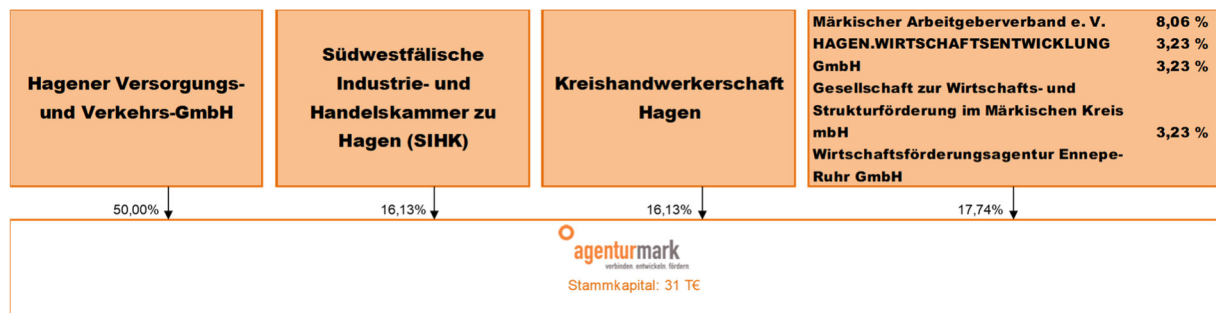 Hagener Versorgungs-
und Verkehrs-GmbH
Südwestfälische
Industrie- und
Handelskammer zu
Hagen (SIHK)
Kreishandwerkerschaft
Hagen
Märkischer Arbeitgeberverband e. V. 8,06 %
HAGEN.WIRTSCHAFTSENTWICKLUNG 3,23 %
GmbH 3,23 %
Gesellschaft zur Wirtschafts- und
Strukturförderung im Märkischen Kreis
mbH 3,23 %
Wirtschaftsförderungsagentur Ennepe-
Ruhr GmbH
50,00% 16,13% 16,13% 17,74%
agenturmark
verbinden. entwickeln. fördern
Stammkapital: 31 T€